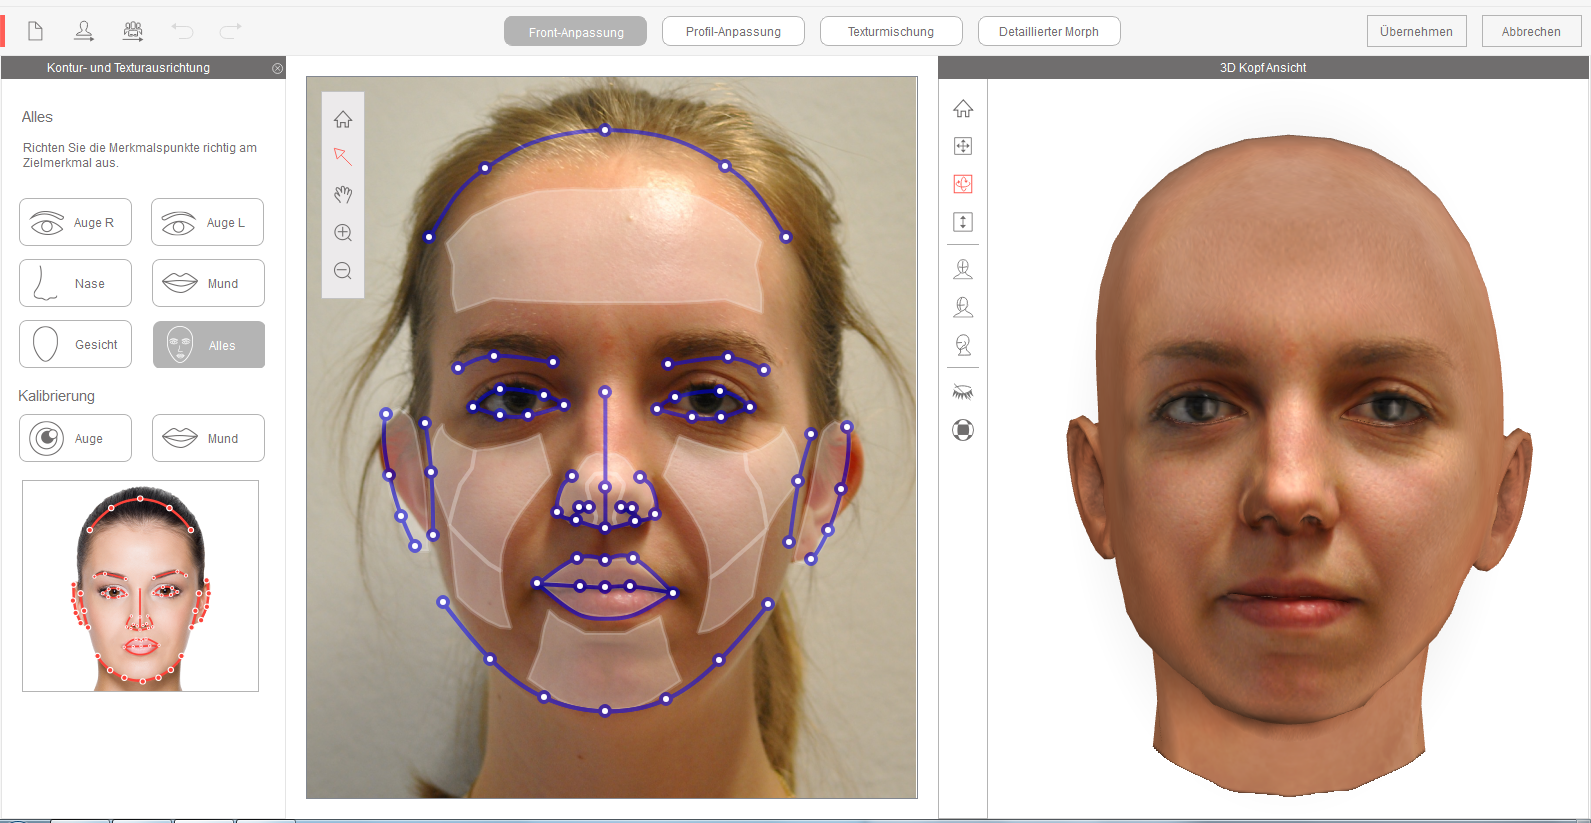 Front-Anpassung
Profil-Anpassung
Texturmischung
Detaillierter Morph
Übernehmen
Abbrechen
Kontur- und Texturausrichtung
3D Kopf Ansicht
Alles
Richten Sie die Merkmalspunkte richtig am
Zielmerkmal aus.
Auge R
Auge L
Nase
Mund
Gesicht
Alles
Kalibrierung
Auge
Mund